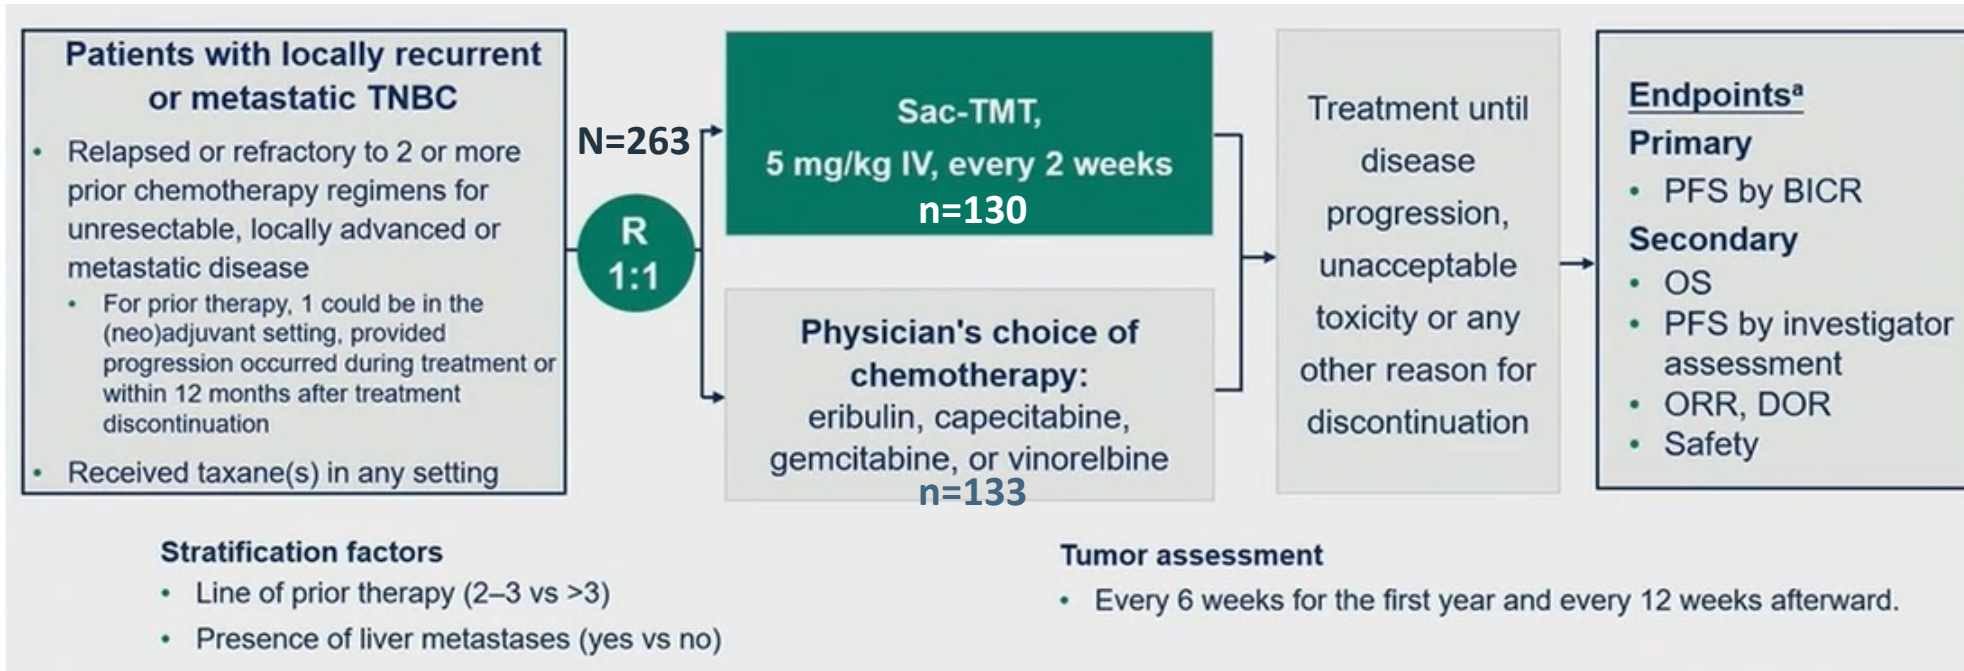 Patients with locally recurrent
or metastatic TNBC
• Relapsed or refractory to 2 or more
prior chemotherapy regimens for
unresectable, locally advanced or
metastatic disease
• For prior therapy, 1 could be in the
(neo)adjuvant setting, provided
progression occurred during treatment or
within 12 months after treatment
discontinuation
• Received taxane(s) in any setting
N=263
R
1:1
Sac-TMT,
5 mg/kg IV, every 2 weeks
n=130
Physician's choice of
chemotherapy:
eribulin, capecitabine,
gemcitabine, or vinorelbine
n=133
Treatment until
disease
progression,
unacceptable
toxicity or any
other reason for
discontinuation
Endpointsᵃ
Primary
• PFS by BICR
Secondary
• OS
• PFS by investigator
assessment
• ORR, DOR
• Safety
Stratification factors
• Line of prior therapy (2–3 vs >3)
• Presence of liver metastases (yes vs no)
Tumor assessment
• Every 6 weeks for the first year and every 12 weeks afterward.